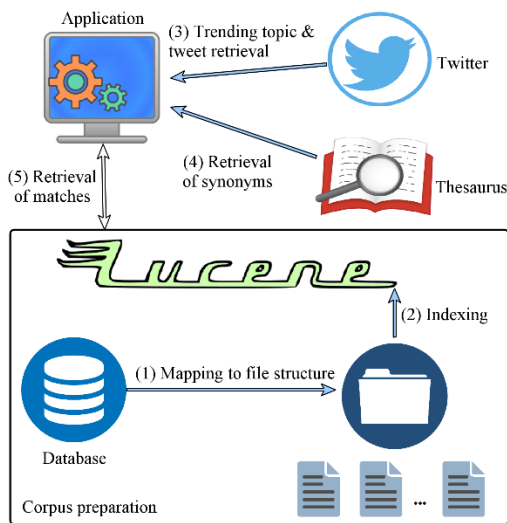 Application
(3) Trending topic &
tweet retrieval
Twitter
(4) Retrieval
of synonyms
Thesaurus
(5) Retrieval
of matches
Lucene
(2) Indexing
(1) Mapping to file structure
Database
...
Corpus preparation